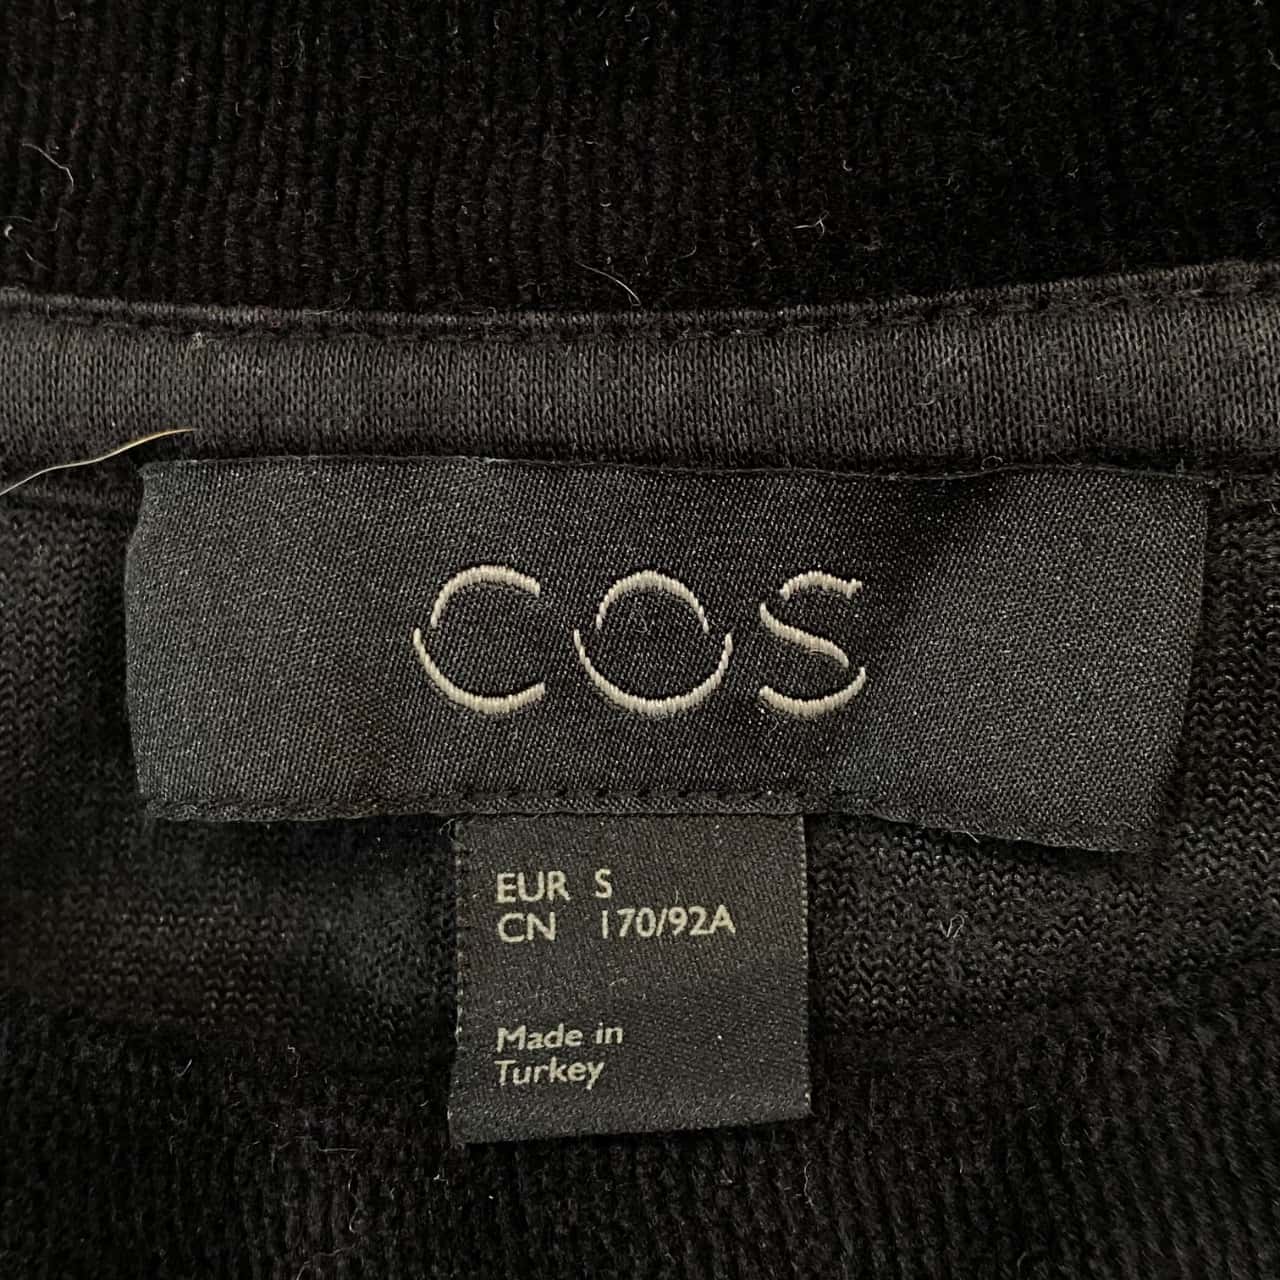 COS
EUR S
CN 170/92A
Made in
Turkey